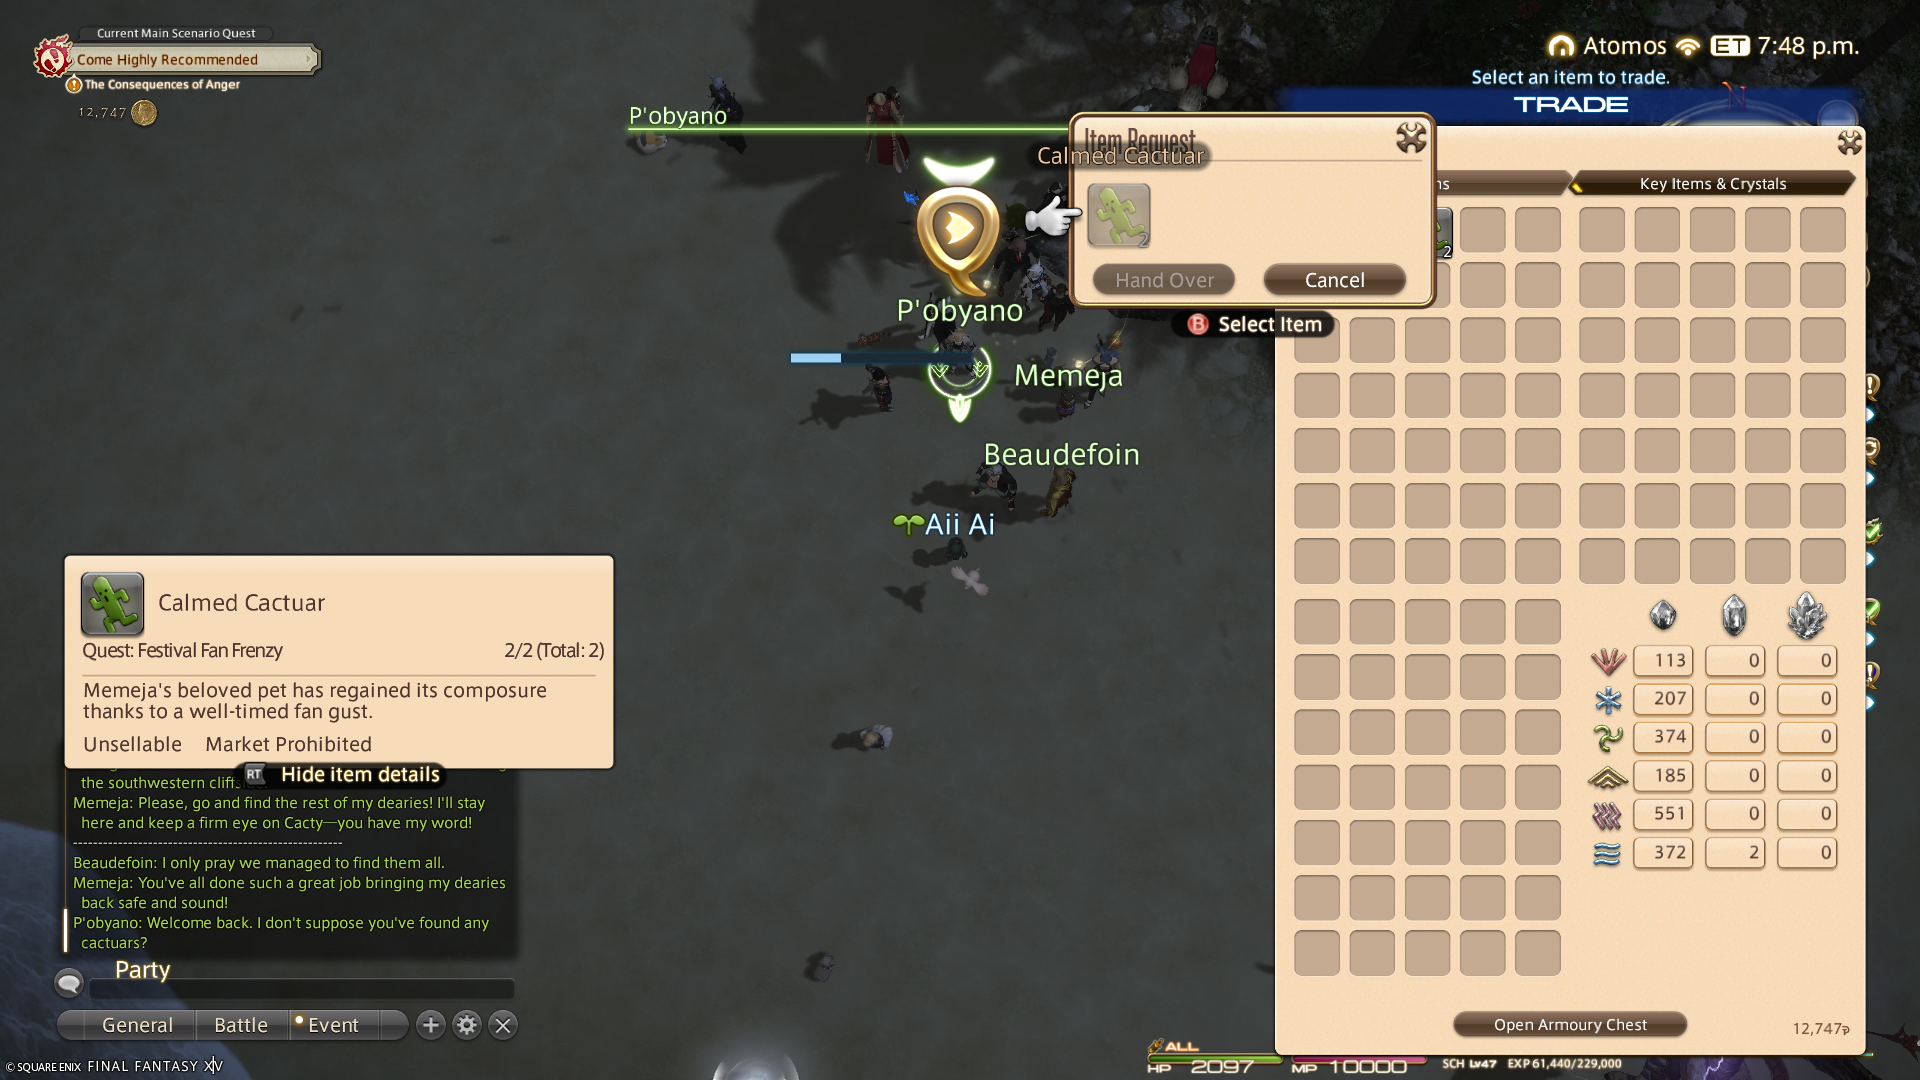 Current Main Scenario Quest
Come Highly Recommended
The Consequences of Anger
12,747
Atomos ET 7:48 p.m.
Select an item to trade.
TRADE
N
P'obyano
Item Request
Calmed Cactuar
2
Hand Over Cancel
B Select Item
Key Items & Crystals
2
P'obyano
Memeja
Beaudefoin
Aii Ai
Calmed Cactuar
Quest: Festival Fan Frenzy 2/2 (Total: 2)
Memeja's beloved pet has regained its composure
thanks to a well-timed fan gust.
Unsellable Market Prohibited
RT Hide item details
the southwestern cliffs
Memeja: Please, go and find the rest of my dearies! I'll stay
here and keep a firm eye on Cacty—you have my word!
Beaudefoin: I only pray we managed to find them all.
Memeja: You've all done such a great job bringing my dearies
back safe and sound!
P'obyano: Welcome back. I don't suppose you've found any
cactuars?
Party
General Battle Event
113 0 0
207 0 0
374 0 0
185 0 0
551 0 0
372 2 0
Open Armoury Chest
12,747
ALL
HP 2097 MP 10000 SCH Lv47 EXP 61,440/229,000
© SQUARE ENIX FINAL FANTASY XIV